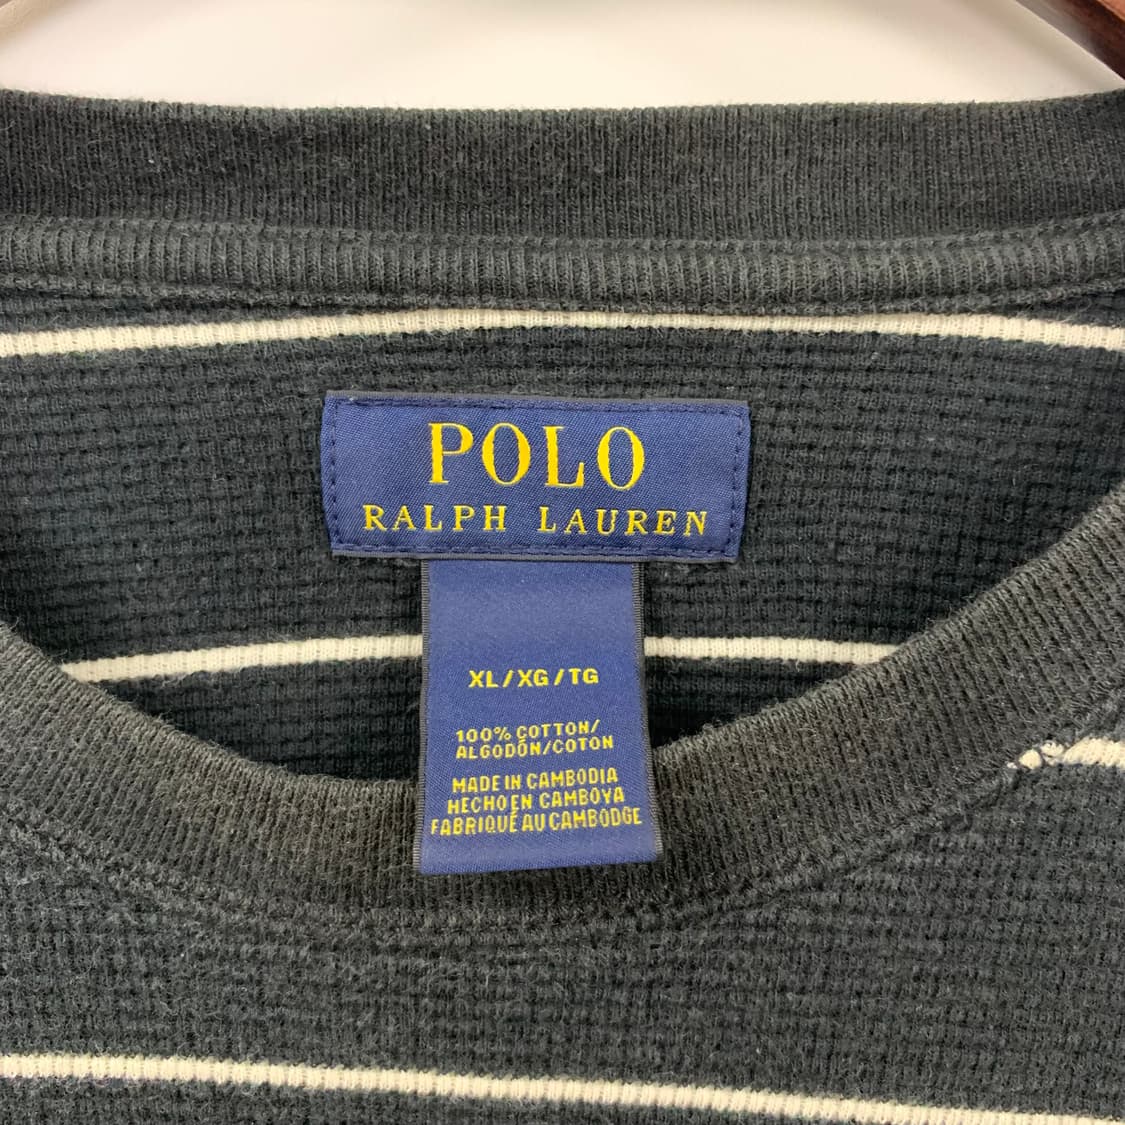 POLO
RALPH LAUREN
XL/XG/TG
100% COTTON/
ALGODÓN/COTON
MADE IN CAMBODIA
HECHO EN CAMBOYA
FABRIQUÉ AU CAMBODGE